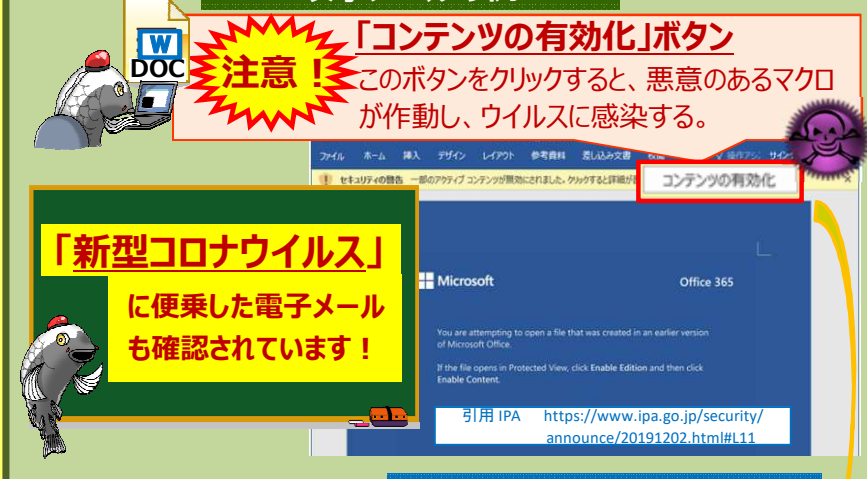 「コンテンツの有効化」ボタン
W
DOC
注意！
このボタンをクリックすると、悪意のあるマクロ
が作動し、ウイルスに感染する。
ファイル ホーム 挿入 デザイン レイアウト 参考資料 差し込み文書
セキュリティの警告 一部のアクティブ コンテンツが無効にされました。クリックすると詳細が
コンテンツの有効化
「新型コロナウイルス」
に便乗した電子メール
も確認されています！
Microsoft
Office 365
You are attempting to open a file that was created in an earlier version
of Microsoft Office.
If the file opens in Protected View, click Enable Edition and then click
Enable Content.
引用 IPA https://www.ipa.go.jp/security/
announce/20191202.html#L11